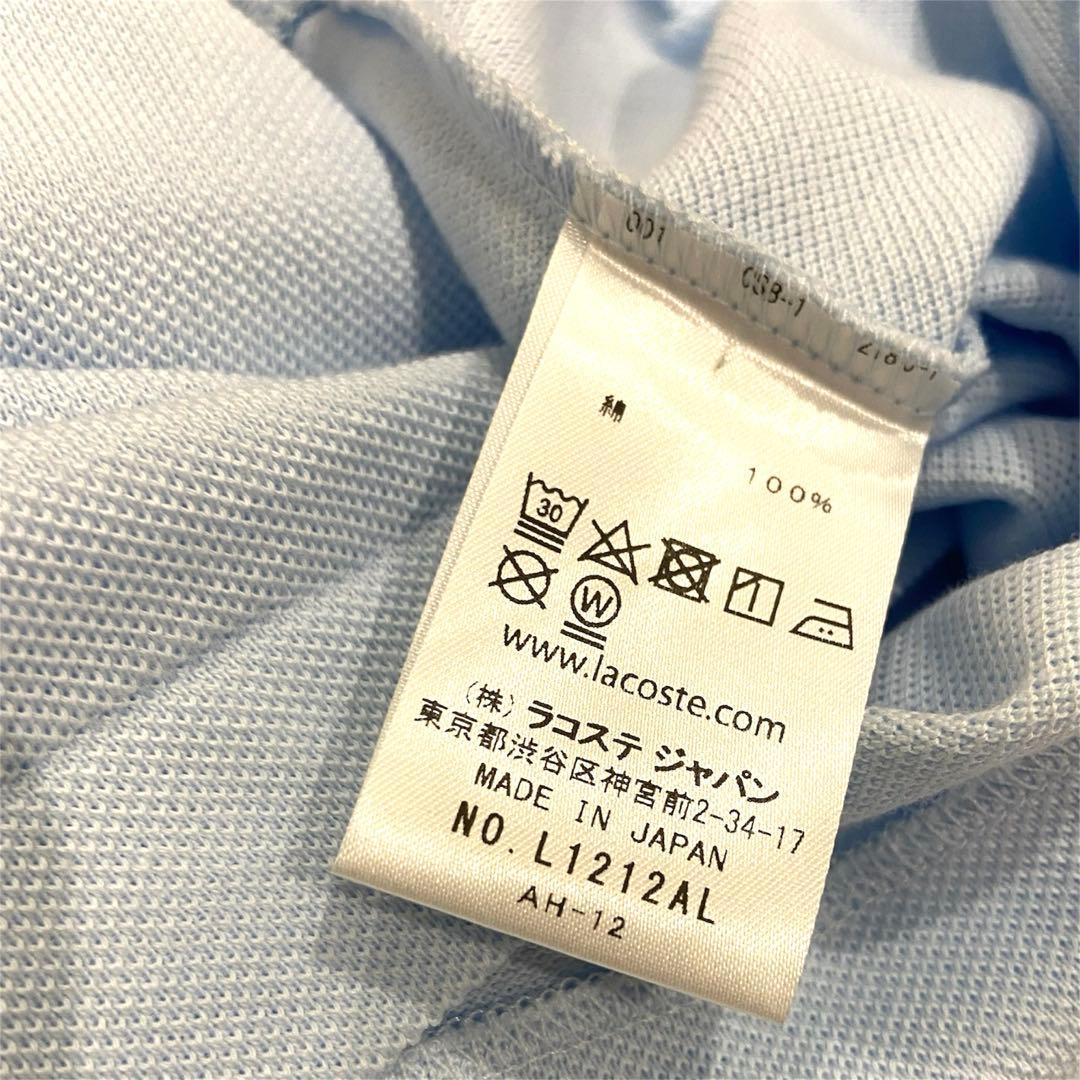 001
綿
100%
30
W
www.lacoste.com
(株)ラコステ ジャパン
東京都渋谷区神宮前2-34-17
MADE IN JAPAN
NO. L1212AL
AH-12